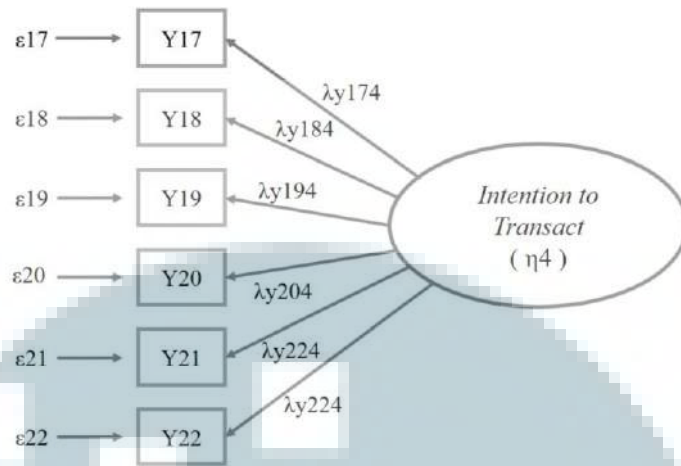 ε17 Y17
λy174
ε18 Y18
λy184
ε19 Y19
λy194
Intention to
Transact
( η4 )
ε20 Y20
λy204
ε21 Y21
λy224
λy224
ε22 Y22